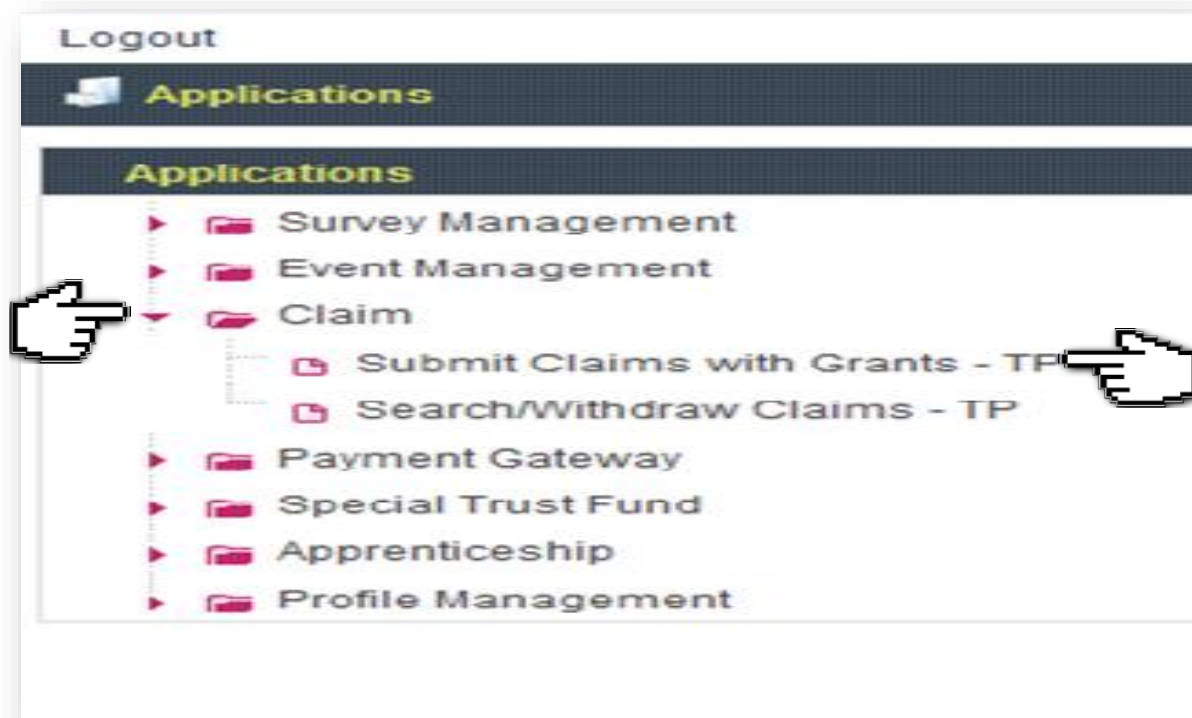 Logout
Applications
Applications
Survey Management
Event Management
Claim
Submit Claims with Grants - TP
Search/Withdraw Claims - TP
Payment Gateway
Special Trust Fund
Apprenticeship
Profile Management